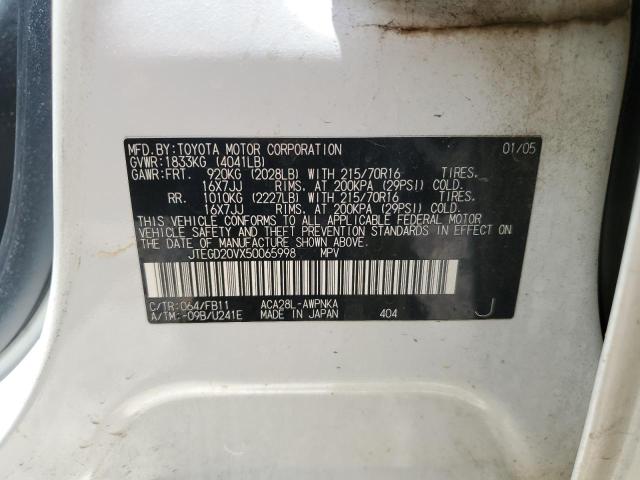 MFD.BY:TOYOTA MOTOR CORPORATION 01/05
GVWR:1833KG (4041LB)
GAWR:FRT. 920KG (2028LB) WITH 215/70R16 TIRES.
16X7JJ RIMS. AT 200KPA (29PSI) COLD.
RR. 1010KG (2227LB) WITH 215/70R16 TIRES.
16X7JJ RIMS. AT 200KPA (29PSI) COLD.
THIS VEHICLE CONFORMS TO ALL APPLICABLE FEDERAL MOTOR
VEHICLE SAFETY AND THEFT PREVENTION STANDARDS IN EFFECT
ON THE DATE OF MANUFACTURE SHOWN ABOVE.
JTEGD20VX50065998 MPV
C/TR:064/FB11 ACA28L-AWPNKA
A/TM:-09B/U241E MADE IN JAPAN 404 J